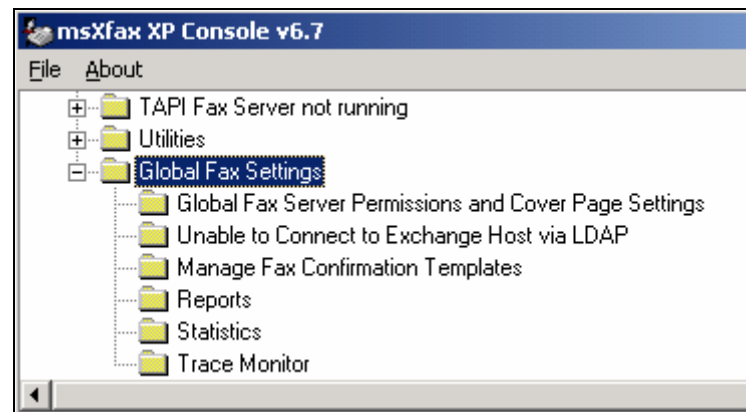 msXfax XP Console v6.7
File About
TAPI Fax Server not running
Utilities
Global Fax Settings
Global Fax Server Permissions and Cover Page Settings
Unable to Connect to Exchange Host via LDAP
Manage Fax Confirmation Templates
Reports
Statistics
Trace Monitor